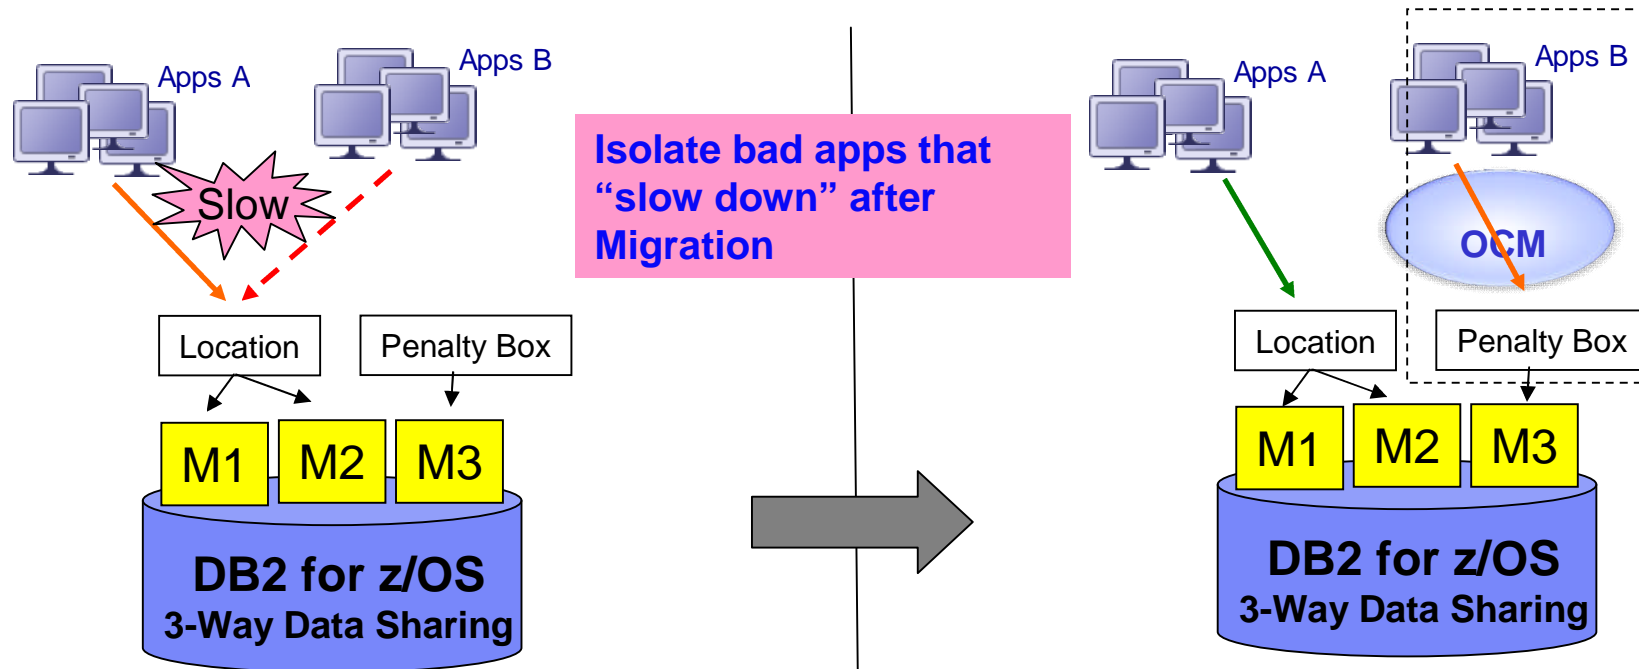 Apps A
Apps B
Slow
Location
Penalty Box
M1
M2
M3
DB2 for z/OS
3-Way Data Sharing
Isolate bad apps that
“slow down” after
Migration
Apps A
Apps B
OCM
Location
Penalty Box
M1
M2
M3
DB2 for z/OS
3-Way Data Sharing